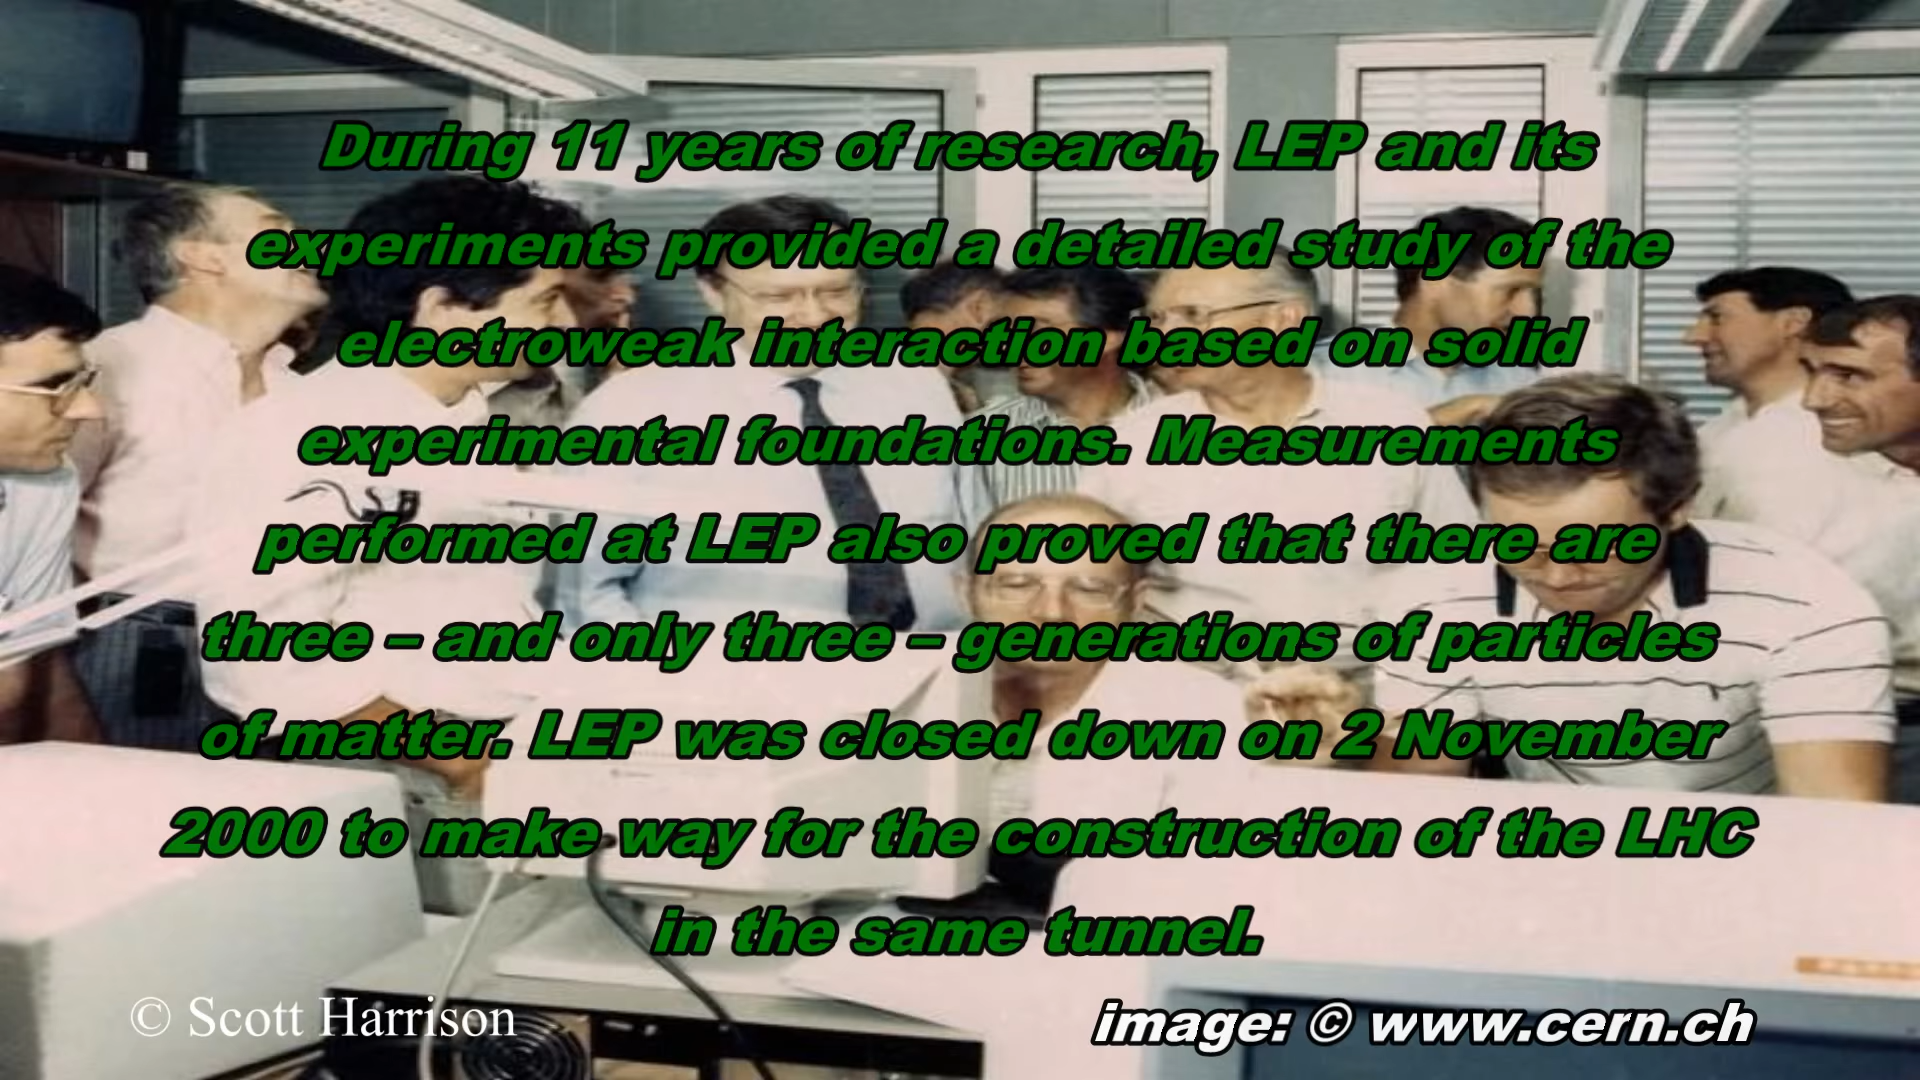 During 11 years of research, LEP and its
experiments provided a detailed study of the
electroweak interaction based on solid
experimental foundations. Measurements
performed at LEP also proved that there are
three – and only three – generations of particles
of matter. LEP was closed down on 2 November
2000 to make way for the construction of the LHC
in the same tunnel.
© Scott Harrison
image: © www.cern.ch